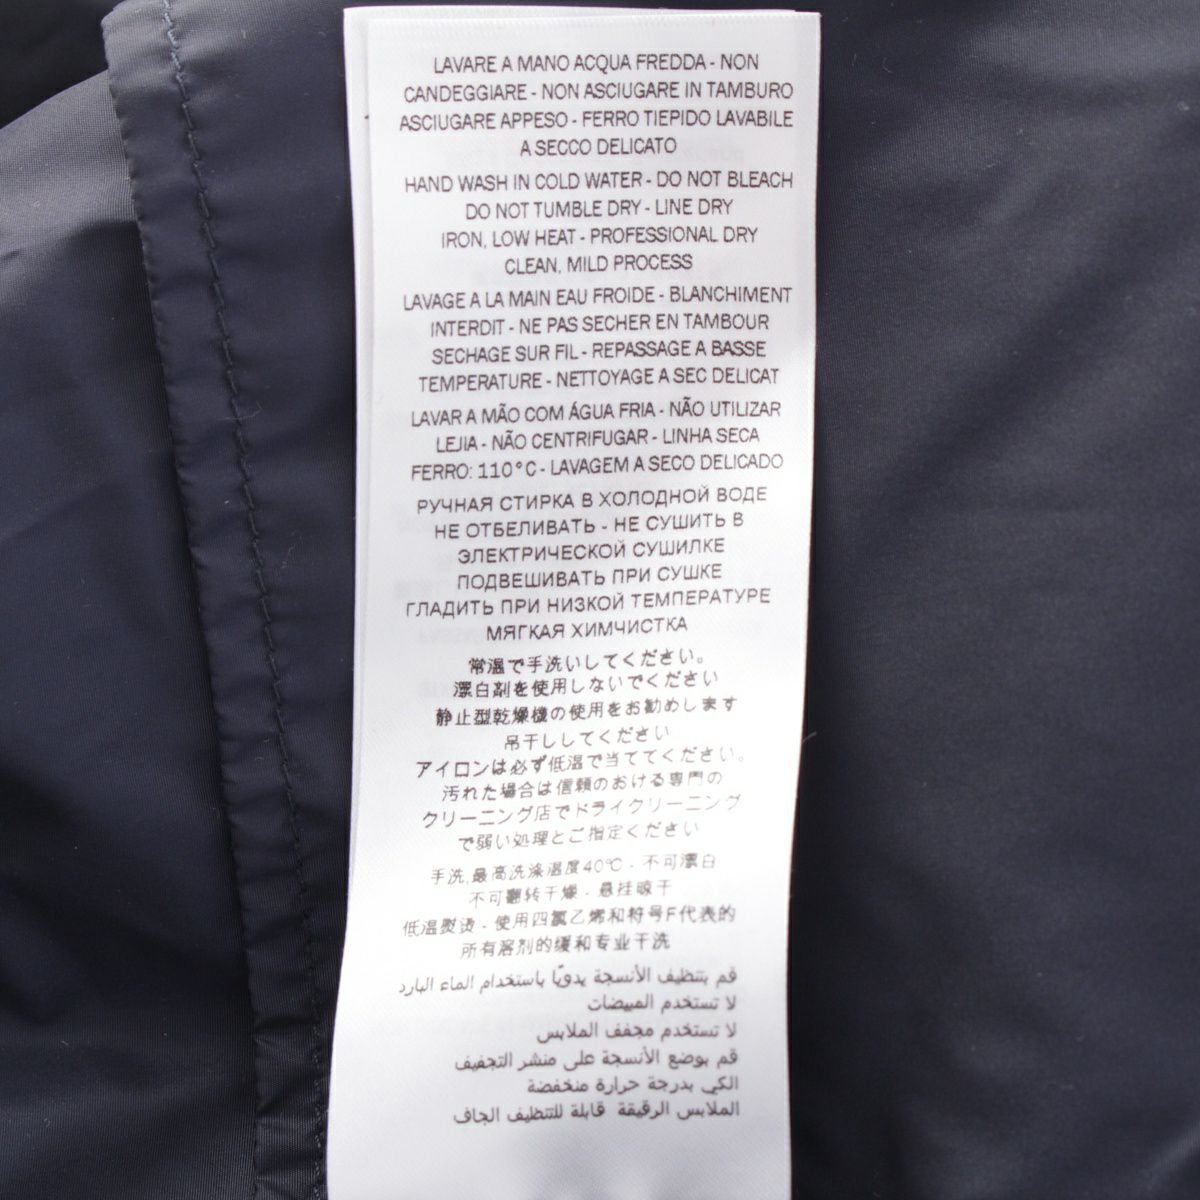 LAVARE A MANO ACQUA FREDDA - NON
CANDEGGIARE - NON ASCIUGARE IN TAMBURO
ASCIUGARE APPESO - FERRO TIEPIDO LAVABILE
A SECCO DELICATO
HAND WASH IN COLD WATER - DO NOT BLEACH
DO NOT TUMBLE DRY - LINE DRY
IRON, LOW HEAT - PROFESSIONAL DRY
CLEAN, MILD PROCESS
LAVAGE A LA MAIN EAU FROIDE - BLANCHIMENT
INTERDIT - NE PAS SECHER EN TAMBOUR
SECHAGE SUR FIL - REPASSAGE A BASSE
TEMPERATURE - NETTOYAGE A SEC DELICAT
LAVAR A MÃO COM ÁGUA FRIA - NÃO UTILIZAR
LEJIA - NÃO CENTRIFUGAR - LINHA SECA
FERRO: 110°C - LAVAGEM A SECO DELICADO
РУЧНАЯ СТИРКА В ХОЛОДНОЙ ВОДЕ
НЕ ОТБЕЛИВАТЬ - НЕ СУШИТЬ В
ЭЛЕКТРИЧЕСКОЙ СУШИЛКЕ
ПОДВЕШИВАТЬ ПРИ СУШКЕ
ГЛАДИТЬ ПРИ НИЗКОЙ ТЕМПЕРАТУРЕ
МЯГКАЯ ХИМЧИСТКА
常温で手洗いしてください。
漂白剤を使用しないでください
静止型乾燥機の使用をお勧めします
吊干ししてください
アイロンは必ず低温で当ててください。
汚れた場合は信頼のおける専門の
クリーニング店でドライクリーニング
で弱い処理とご指定ください
手洗,最高洗涤温度40℃ - 不可漂白
不可翻转干燥 - 悬挂晾干
低温熨烫 - 使用四氯乙烯和符号F代表的
所有溶剂的缓和专业干洗
قم بتنظيف الأنسجة يدويًا باستخدام الماء البارد
لا تستخدم المبيضات
لا تستخدم مجفف الملابس
قم بوضع الأنسجة على منشر التجفيف
الكي بدرجة حرارة منخفضة
الملابس الرقيقة قابلة للتنظيف الجاف